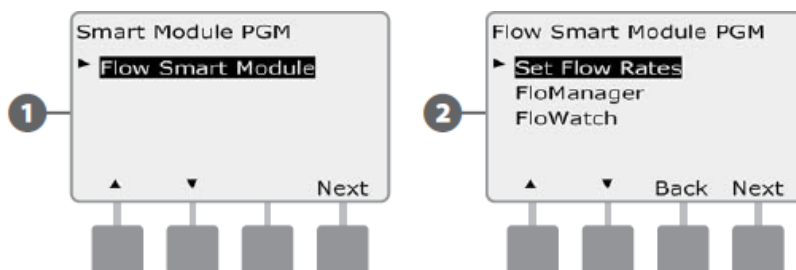 Smart Module PGM
Flow Smart Module
1
Next
Flow Smart Module PGM
Set Flow Rates
FloManager
FloWatch
2
Back Next